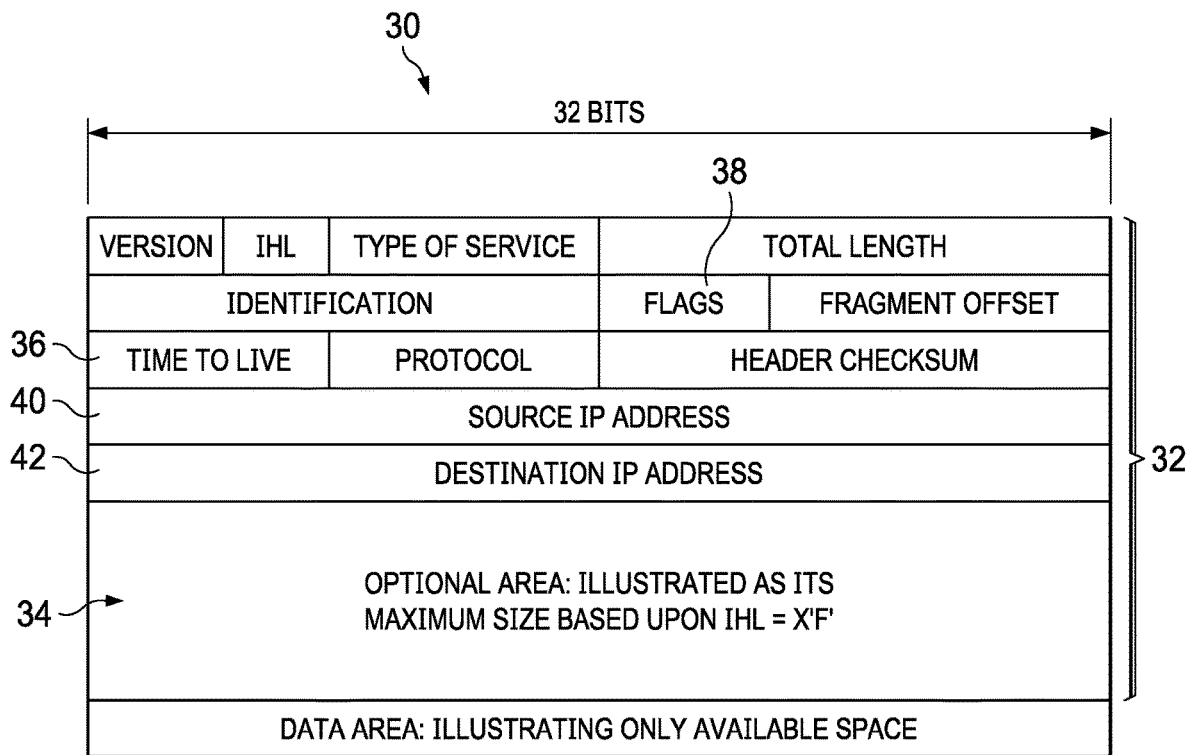 30
32 BITS
38
VERSION IHL TYPE OF SERVICE TOTAL LENGTH
IDENTIFICATION FLAGS FRAGMENT OFFSET
36 TIME TO LIVE PROTOCOL HEADER CHECKSUM
40 SOURCE IP ADDRESS
42 DESTINATION IP ADDRESS
32
OPTIONAL AREA: ILLUSTRATED AS ITS
34 MAXIMUM SIZE BASED UPON IHL = X'F'
DATA AREA: ILLUSTRATING ONLY AVAILABLE SPACE